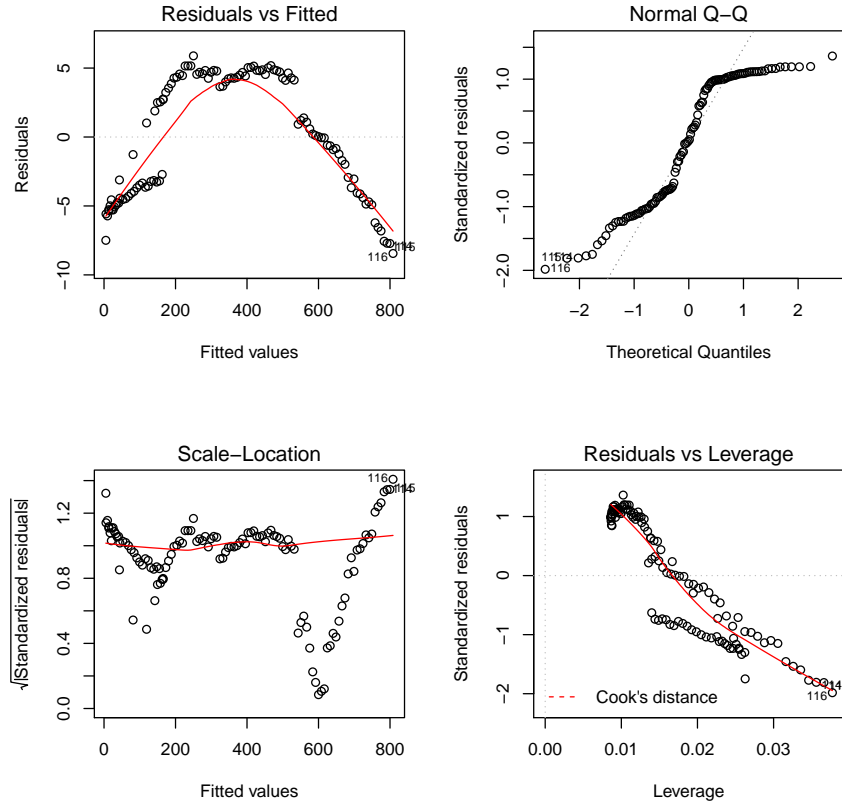 Residuals vs Fitted
Residuals
5
0
−5
−10
116
0 200 400 600 800
Fitted values
Normal Q−Q
Standardized residuals
1.0
0.0
−1.0
−2.0
116
−2 −1 0 1 2
Theoretical Quantiles
Scale−Location
√|Standardized residuals|
1.2
0.8
0.4
0.0
116
0 200 400 600 800
Fitted values
Residuals vs Leverage
Standardized residuals
1
0
−1
−2
116
Cook's distance
0.00 0.01 0.02 0.03
Leverage